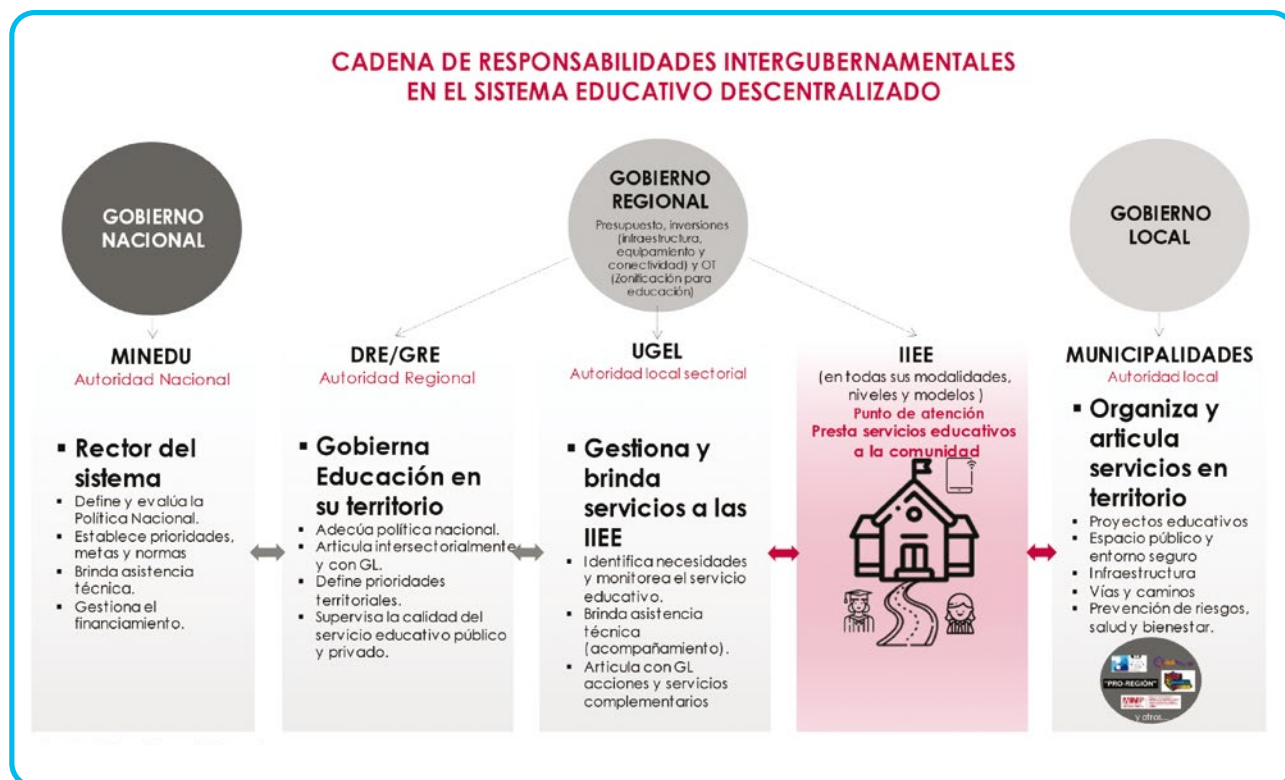 CADENA DE RESPONSABILIDADES INTERGUBERNAMENTALES
EN EL SISTEMA EDUCATIVO DESCENTRALIZADO
GOBIERNO
NACIONAL
GOBIERNO
REGIONAL
Presupuesto, inversiones
(infraestructura,
equipamiento y
conectividad) y OT
(Zonificación para
educación)
GOBIERNO
LOCAL
MINEDU
Autoridad Nacional
▪ Rector del
sistema
▪ Define y evalúa la
Política Nacional.
▪ Establece prioridades,
metas y normas
▪ Brinda asistencia
técnica.
▪ Gestiona el
financiamiento.
DRE/GRE
Autoridad Regional
▪ Gobierna
Educación en
su territorio
▪ Adecúa política nacional.
▪ Articula intersectorialmente
y con GL.
▪ Define prioridades
territoriales.
▪ Supervisa la calidad del
servicio educativo público
y privado.
UGEL
Autoridad local sectorial
▪ Gestiona y
brinda
servicios a las
IIEE
▪ Identifica necesidades
y monitorea el servicio
educativo.
▪ Brinda asistencia
técnica
(acompañamiento).
▪ Articula con GL
acciones y servicios
complementarios
IIEE
(en todas sus modalidades,
niveles y modelos )
Punto de atención
Presta servicios educativos
a la comunidad
MUNICIPALIDADES
Autoridad local
▪ Organiza y
articula
servicios en
territorio
▪ Proyectos educativos
▪ Espacio público y
entorno seguro
▪ Infraestructura
▪ Vías y caminos
▪ Prevención de riesgos,
salud y bienestar.
"PRO-REGIÓN"
y otros...